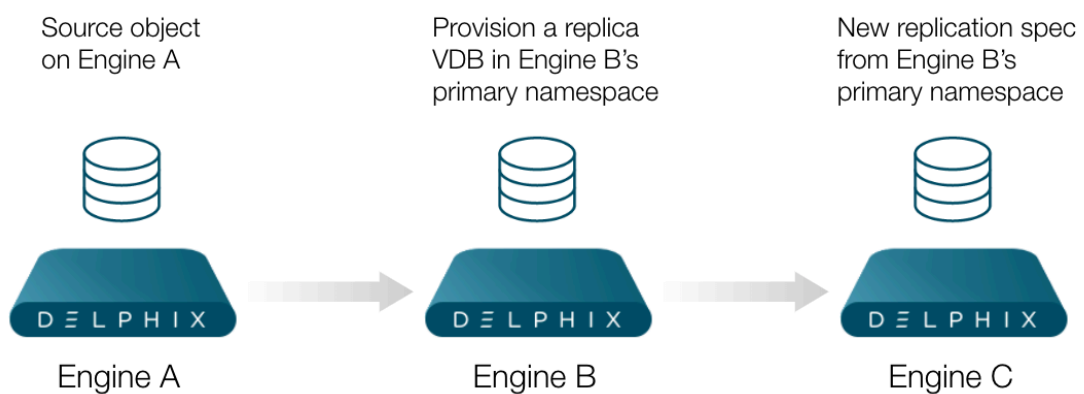 Source object
on Engine A
Provision a replica
VDB in Engine B's
primary namespace
New replication spec
from Engine B's
primary namespace
DELPHIX
DELPHIX
DELPHIX
Engine A
Engine B
Engine C